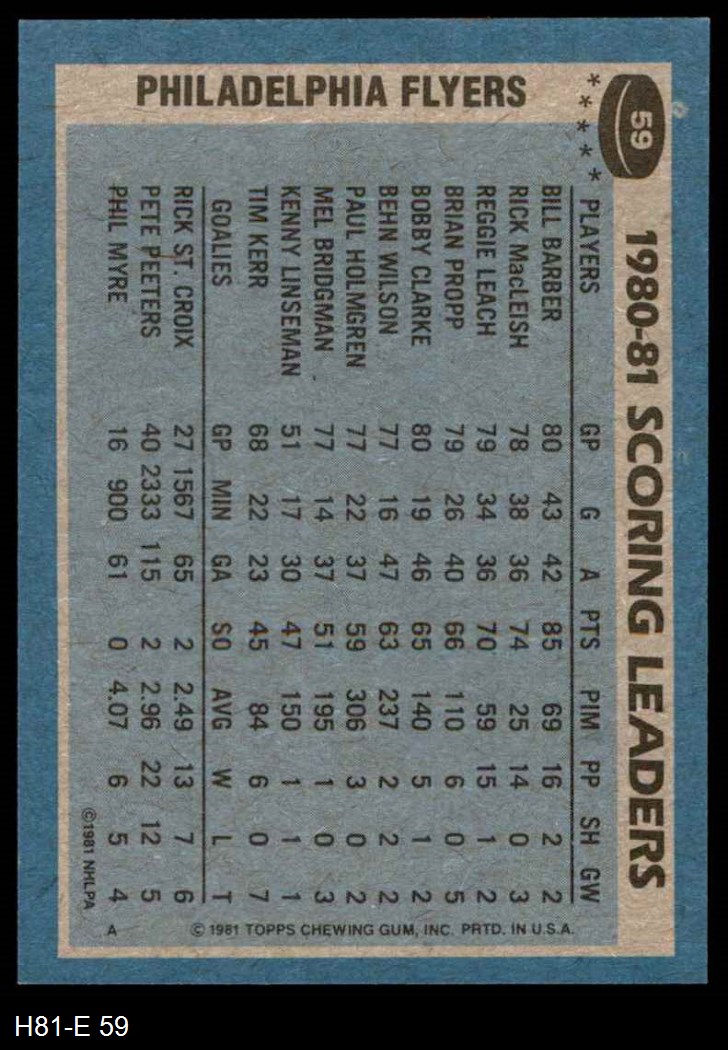 59
1980-81 SCORING LEADERS
PHILADELPHIA FLYERS
PLAYERS GP G A PTS PIM PP SH GW
BILL BARBER 80 43 42 85 69 16 2 2
RICK MacLEISH 78 38 36 74 25 14 0 3
REGGIE LEACH 79 34 36 70 59 15 1 2
BRIAN PROPP 79 26 40 66 110 6 0 5
BOBBY CLARKE 80 19 46 65 140 5 1 2
BEHN WILSON 77 16 47 63 237 2 2 2
PAUL HOLMGREN 77 22 37 59 306 3 0 2
MEL BRIDGMAN 77 14 37 51 195 1 0 3
KENNY LINSEMAN 51 17 30 47 150 1 1 1
TIM KERR 68 22 23 45 84 6 0 7
GOALIES GP MIN GA SO AVG W L T
RICK ST. CROIX 27 1567 65 2 2.49 13 7 6
PETE PEETERS 40 2333 115 2 2.96 22 12 5
PHIL MYRE 16 900 61 0 4.07 6 5 4
© 1981 TOPPS CHEWING GUM, INC. PRTD. IN U.S.A.
©1981 NHLPA
A
H81-E 59